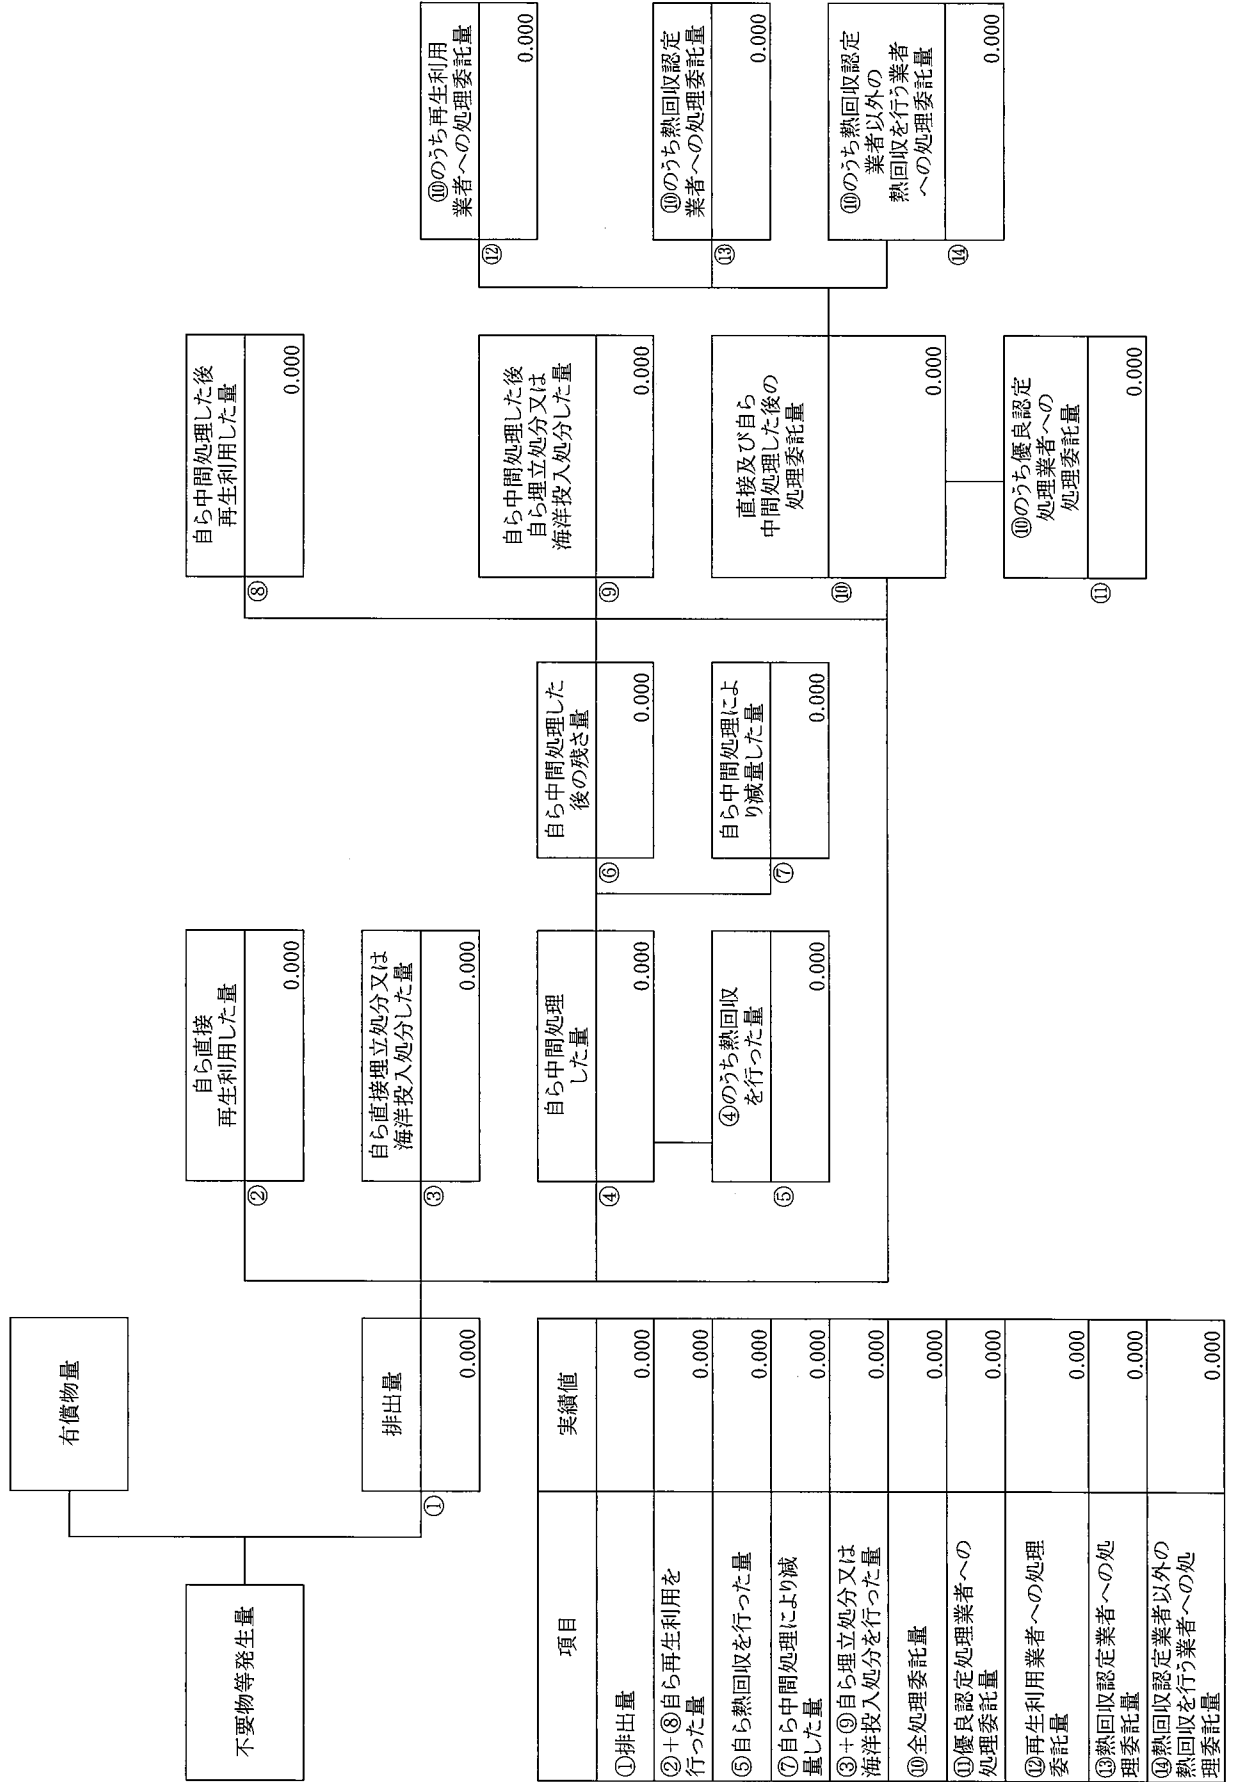 不要物等発生量
有償物量
①
排出量
0.000
②
自ら直接
再生利用した量
0.000
③
自ら直接埋立処分又は
海洋投入処分した量
0.000
④
自ら中間処理
した量
0.000
⑤
④のうち熱回収
を行った量
0.000
⑥
自ら中間処理した
後の残さ量
0.000
⑦
自ら中間処理によ
り減量した量
0.000
⑧
自ら中間処理した後
再生利用した量
0.000
⑨
自ら中間処理した後
自ら埋立処分又は
海洋投入処分した量
0.000
⑩
直接及び自ら
中間処理した後の
処理委託量
0.000
⑪
⑩のうち優良認定
処理業者への
処理委託量
0.000
⑫
⑩のうち再生利用
業者への処理委託量
0.000
⑬
⑩のうち熱回収認定
業者への処理委託量
0.000
⑭
⑩のうち熱回収認定
業者以外の
熱回収を行う業者
への処理委託量
0.000
項目
実績値
①排出量
0.000
②+⑧自ら再生利用を
行った量
0.000
⑤自ら熱回収を行った量
0.000
⑦自ら中間処理により減
量した量
0.000
③+⑨自ら埋立処分又は
海洋投入処分を行った量
0.000
⑩全処理委託量
0.000
⑪優良認定処理業者への
処理委託量
0.000
⑫再生利用業者への処理
委託量
0.000
⑬熱回収認定業者への処
理委託量
0.000
⑭熱回収認定業者以外の
熱回収を行う業者への処
理委託量
0.000